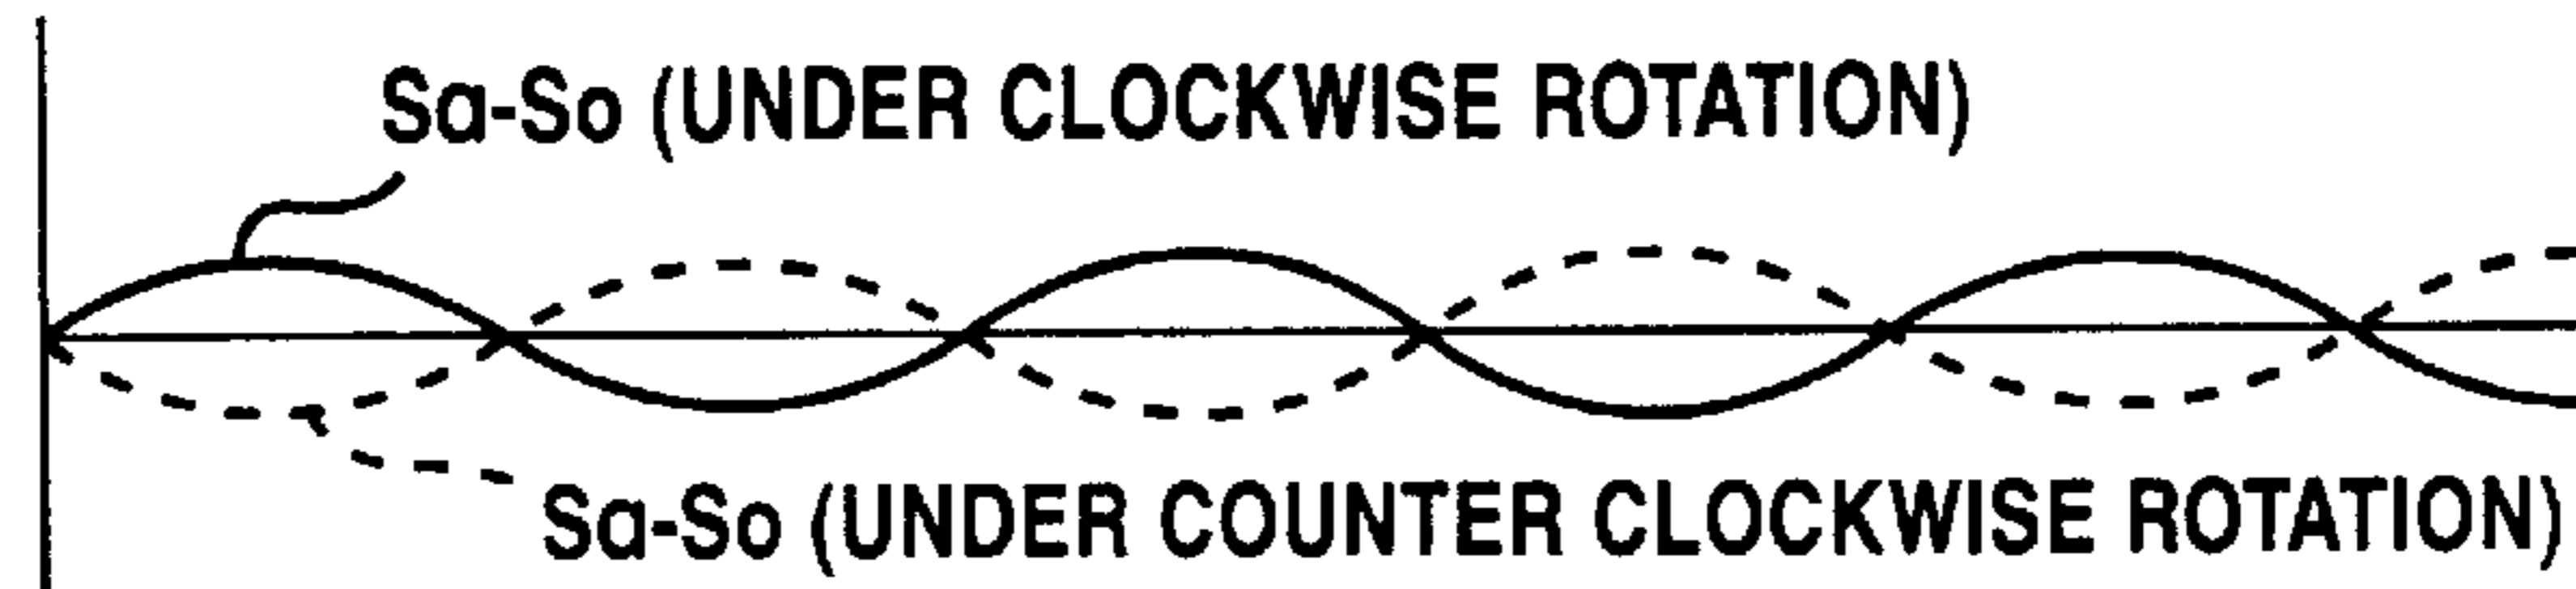 Sa-So (UNDER CLOCKWISE ROTATION)
Sa-So (UNDER COUNTER CLOCKWISE ROTATION)